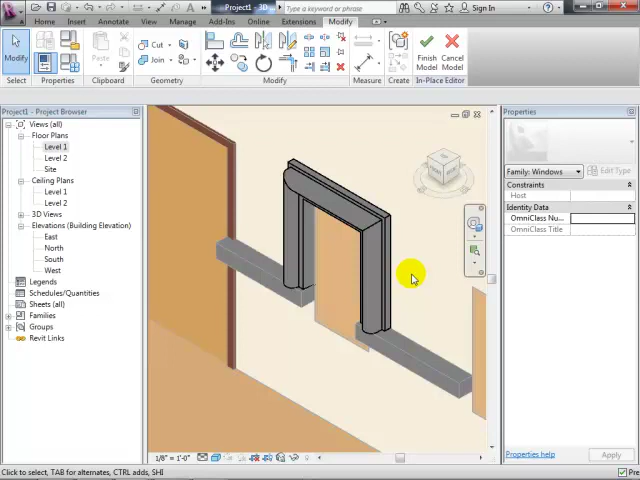 Project1 - 3D
Type a keyword or phrase
Sign In
Home Insert Annotate View Manage Add-Ins Online Extensions Modify
Modify
Cut
Join
Finish Model
Cancel Model
Select Properties Clipboard Geometry Modify Measure Create In-Place Editor
Project1 - Project Browser
Views (all)
Floor Plans
Level 1
Level 2
Site
Ceiling Plans
Level 1
Level 2
3D Views
Elevations (Building Elevation)
East
North
South
West
Legends
Schedules/Quantities
Sheets (all)
Families
Groups
Revit Links
Properties
Family: Windows
Edit Type
Constraints
Host
Identity Data
OmniClass Nu...
OmniClass Title
Properties help
Apply
1/8" = 1'-0"
Click to select, TAB for alternates, CTRL adds, SHI
Pre